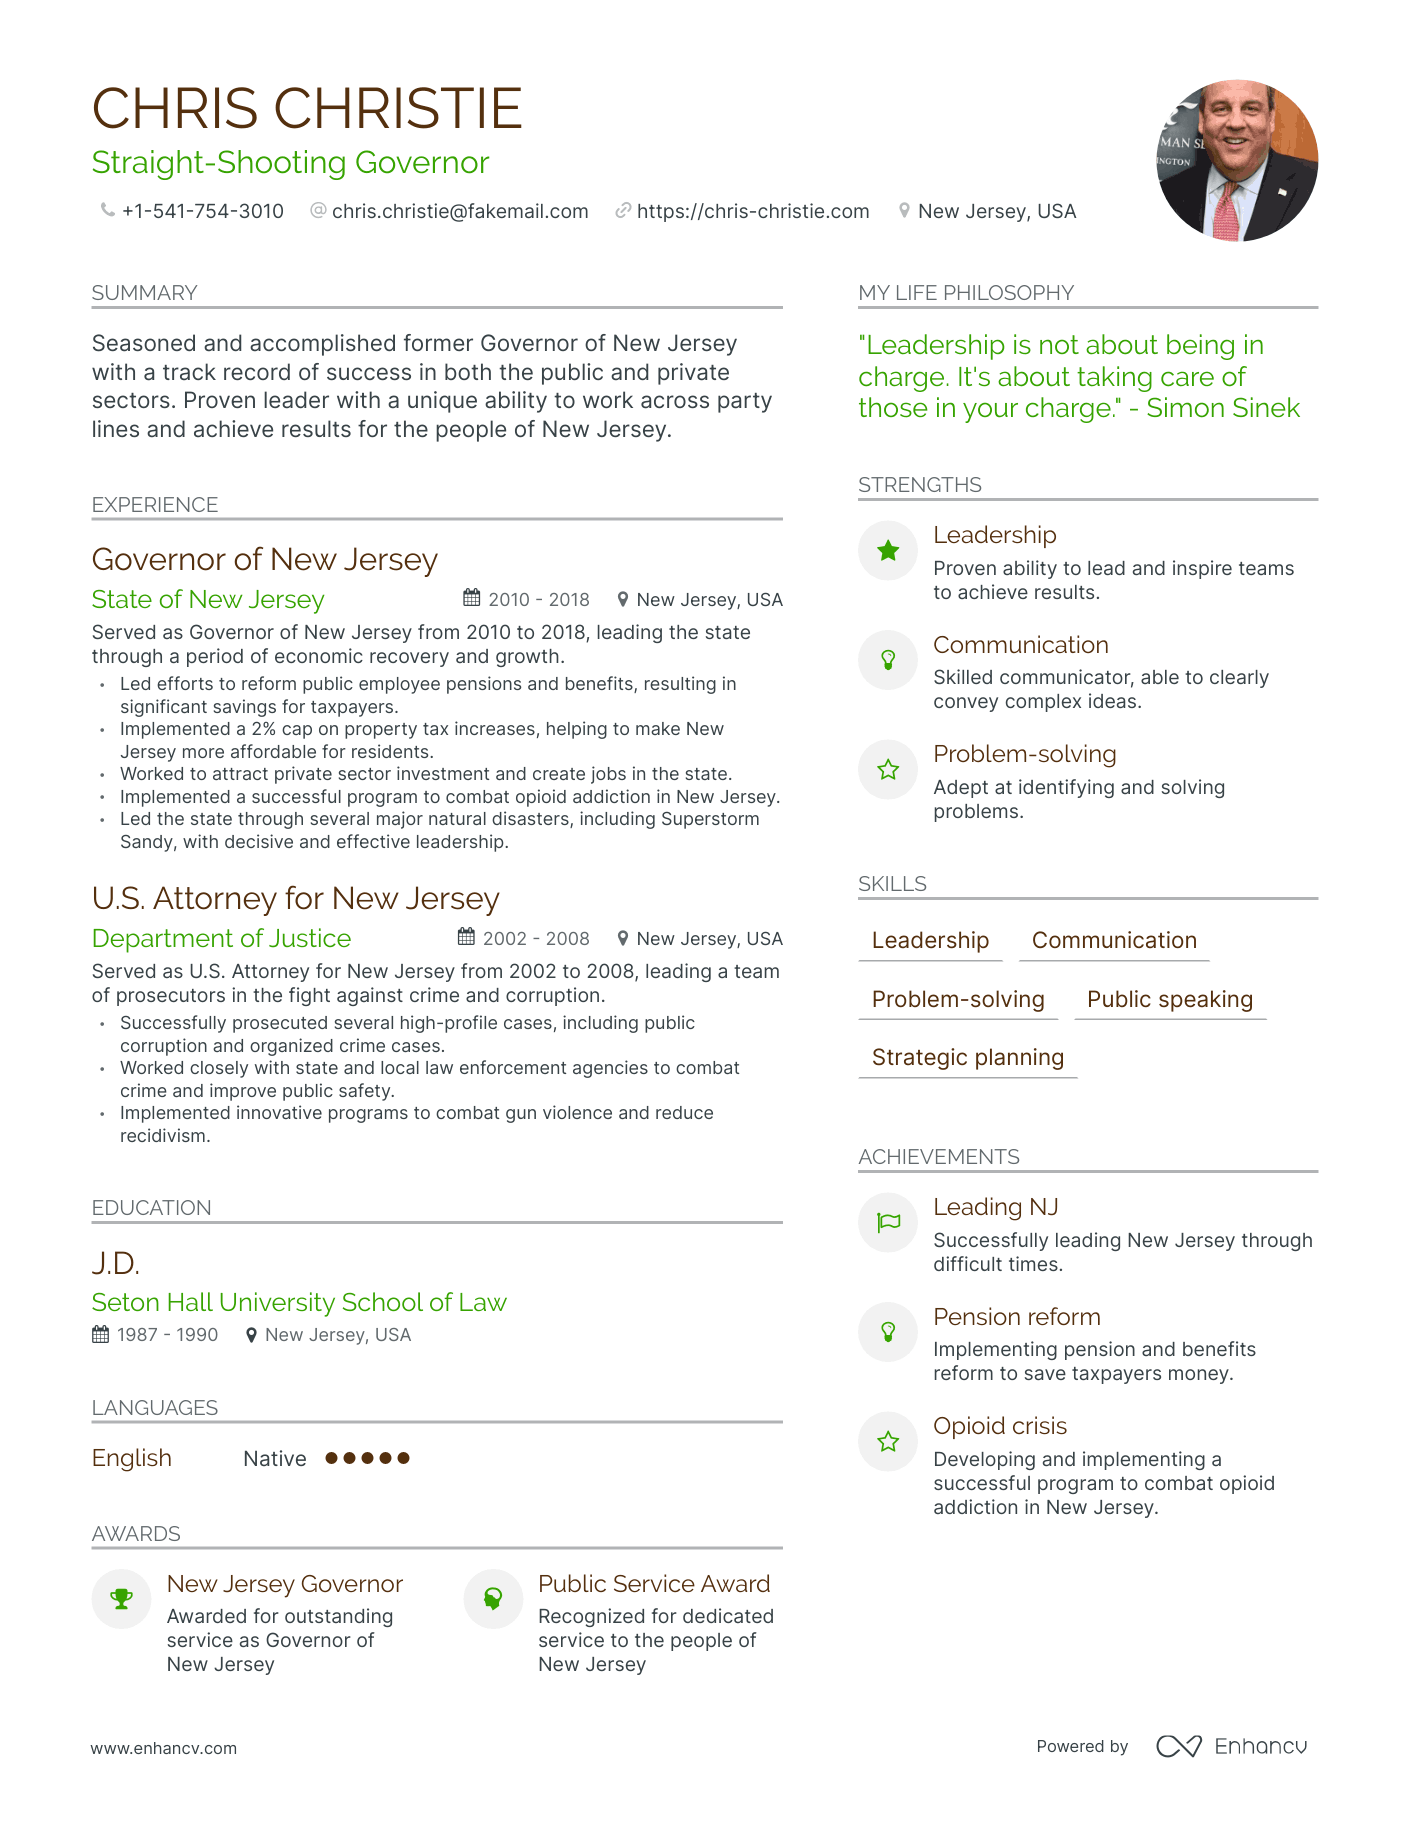 CHRIS CHRISTIE
Straight-Shooting Governor
+1-541-754-3010 @ chris.christie@fakemail.com https://chris-christie.com New Jersey, USA
MAN SE
INGTON
SUMMARY
Seasoned and accomplished former Governor of New Jersey
with a track record of success in both the public and private
sectors. Proven leader with a unique ability to work across party
lines and achieve results for the people of New Jersey.
EXPERIENCE
Governor of New Jersey
State of New Jersey 2010 - 2018 New Jersey, USA
Served as Governor of New Jersey from 2010 to 2018, leading the state
through a period of economic recovery and growth.
• Led efforts to reform public employee pensions and benefits, resulting in
significant savings for taxpayers.
• Implemented a 2% cap on property tax increases, helping to make New
Jersey more affordable for residents.
• Worked to attract private sector investment and create jobs in the state.
• Implemented a successful program to combat opioid addiction in New Jersey.
• Led the state through several major natural disasters, including Superstorm
Sandy, with decisive and effective leadership.
U.S. Attorney for New Jersey
Department of Justice 2002 - 2008 New Jersey, USA
Served as U.S. Attorney for New Jersey from 2002 to 2008, leading a team
of prosecutors in the fight against crime and corruption.
• Successfully prosecuted several high-profile cases, including public
corruption and organized crime cases.
• Worked closely with state and local law enforcement agencies to combat
crime and improve public safety.
• Implemented innovative programs to combat gun violence and reduce
recidivism.
EDUCATION
J.D.
Seton Hall University School of Law
1987 - 1990 New Jersey, USA
LANGUAGES
English Native
AWARDS
New Jersey Governor
Awarded for outstanding
service as Governor of
New Jersey
Public Service Award
Recognized for dedicated
service to the people of
New Jersey
MY LIFE PHILOSOPHY
"Leadership is not about being in
charge. It's about taking care of
those in your charge." - Simon Sinek
STRENGTHS
Leadership
Proven ability to lead and inspire teams
to achieve results.
Communication
Skilled communicator, able to clearly
convey complex ideas.
Problem-solving
Adept at identifying and solving
problems.
SKILLS
Leadership Communication
Problem-solving Public speaking
Strategic planning
ACHIEVEMENTS
Leading NJ
Successfully leading New Jersey through
difficult times.
Pension reform
Implementing pension and benefits
reform to save taxpayers money.
Opioid crisis
Developing and implementing a
successful program to combat opioid
addiction in New Jersey.
www.enhancv.com
Powered by Enhancv